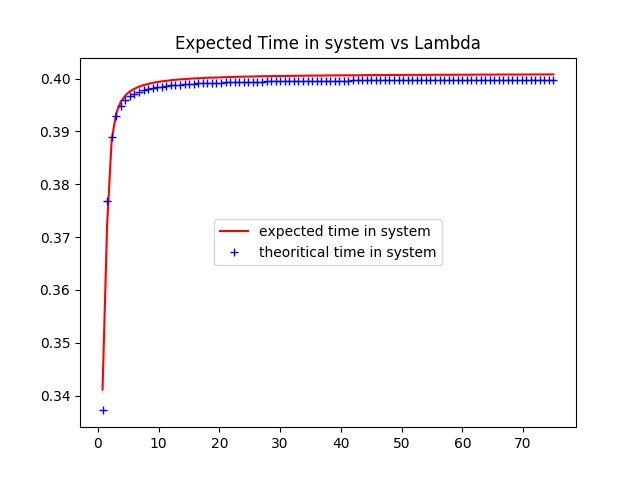 Expected Time in system vs Lambda
0.40
0.39
0.38
0.37
0.36
0.35
0.34
expected time in system
theoritical time in system
0 10 20 30 40 50 60 70